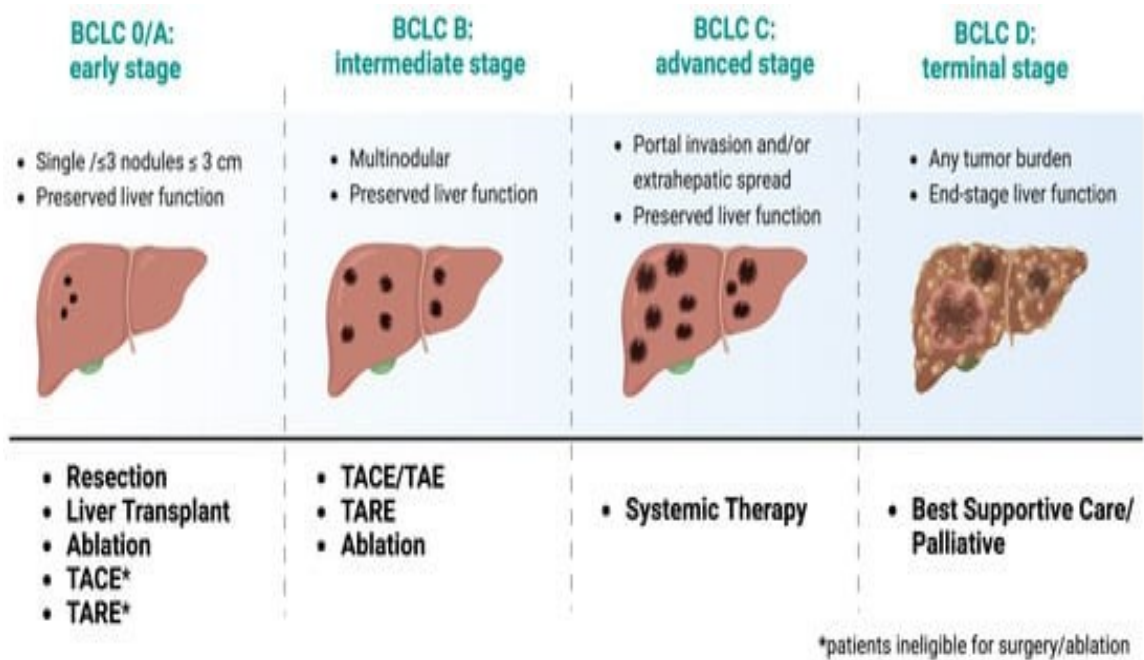 BCLC 0/A:
early stage
• Single /≤3 nodules ≤ 3 cm
• Preserved liver function
• Resection
• Liver Transplant
• Ablation
• TACE*
• TARE*
BCLC B:
intermediate stage
• Multinodular
• Preserved liver function
• TACE/TAE
• TARE
• Ablation
BCLC C:
advanced stage
• Portal invasion and/or
extrahepatic spread
• Preserved liver function
• Systemic Therapy
BCLC D:
terminal stage
• Any tumor burden
• End-stage liver function
• Best Supportive Care/
Palliative
*patients ineligible for surgery/ablation